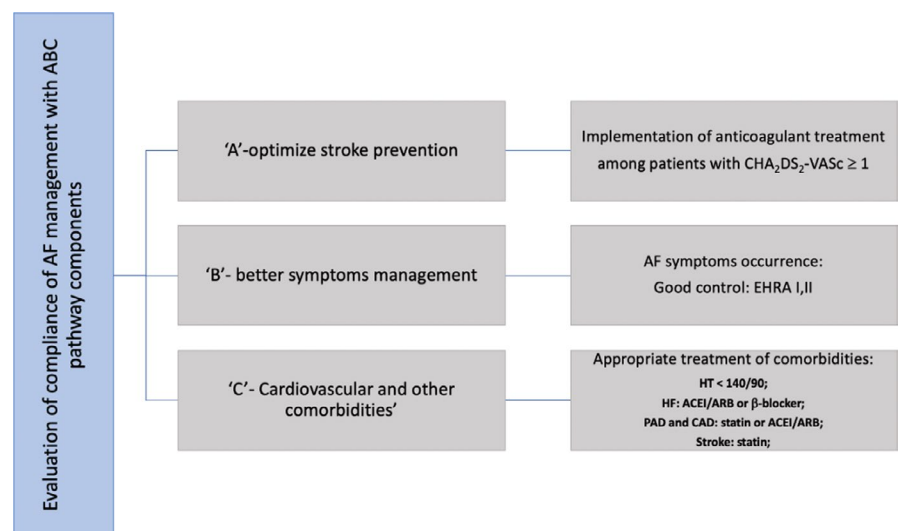 Evaluation of compliance of AF management with ABC
pathway components
‘A’-optimize stroke prevention
Implementation of anticoagulant treatment
among patients with CHA₂DS₂-VASc ≥ 1
‘B’- better symptoms management
AF symptoms occurrence:
Good control: EHRA I,II
‘C’- Cardiovascular and other
comorbidities’
Appropriate treatment of comorbidities:
HT < 140/90;
HF: ACEI/ARB or β-blocker;
PAD and CAD: statin or ACEI/ARB;
Stroke: statin;